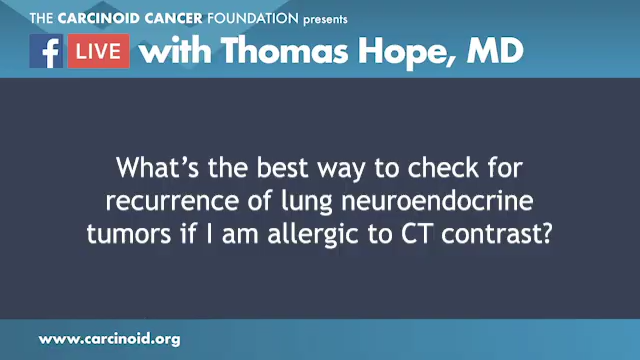 THE CARCINOID CANCER FOUNDATION presents
f LIVE with Thomas Hope, MD
What's the best way to check for
recurrence of lung neuroendocrine
tumors if I am allergic to CT contrast?
www.carcinoid.org